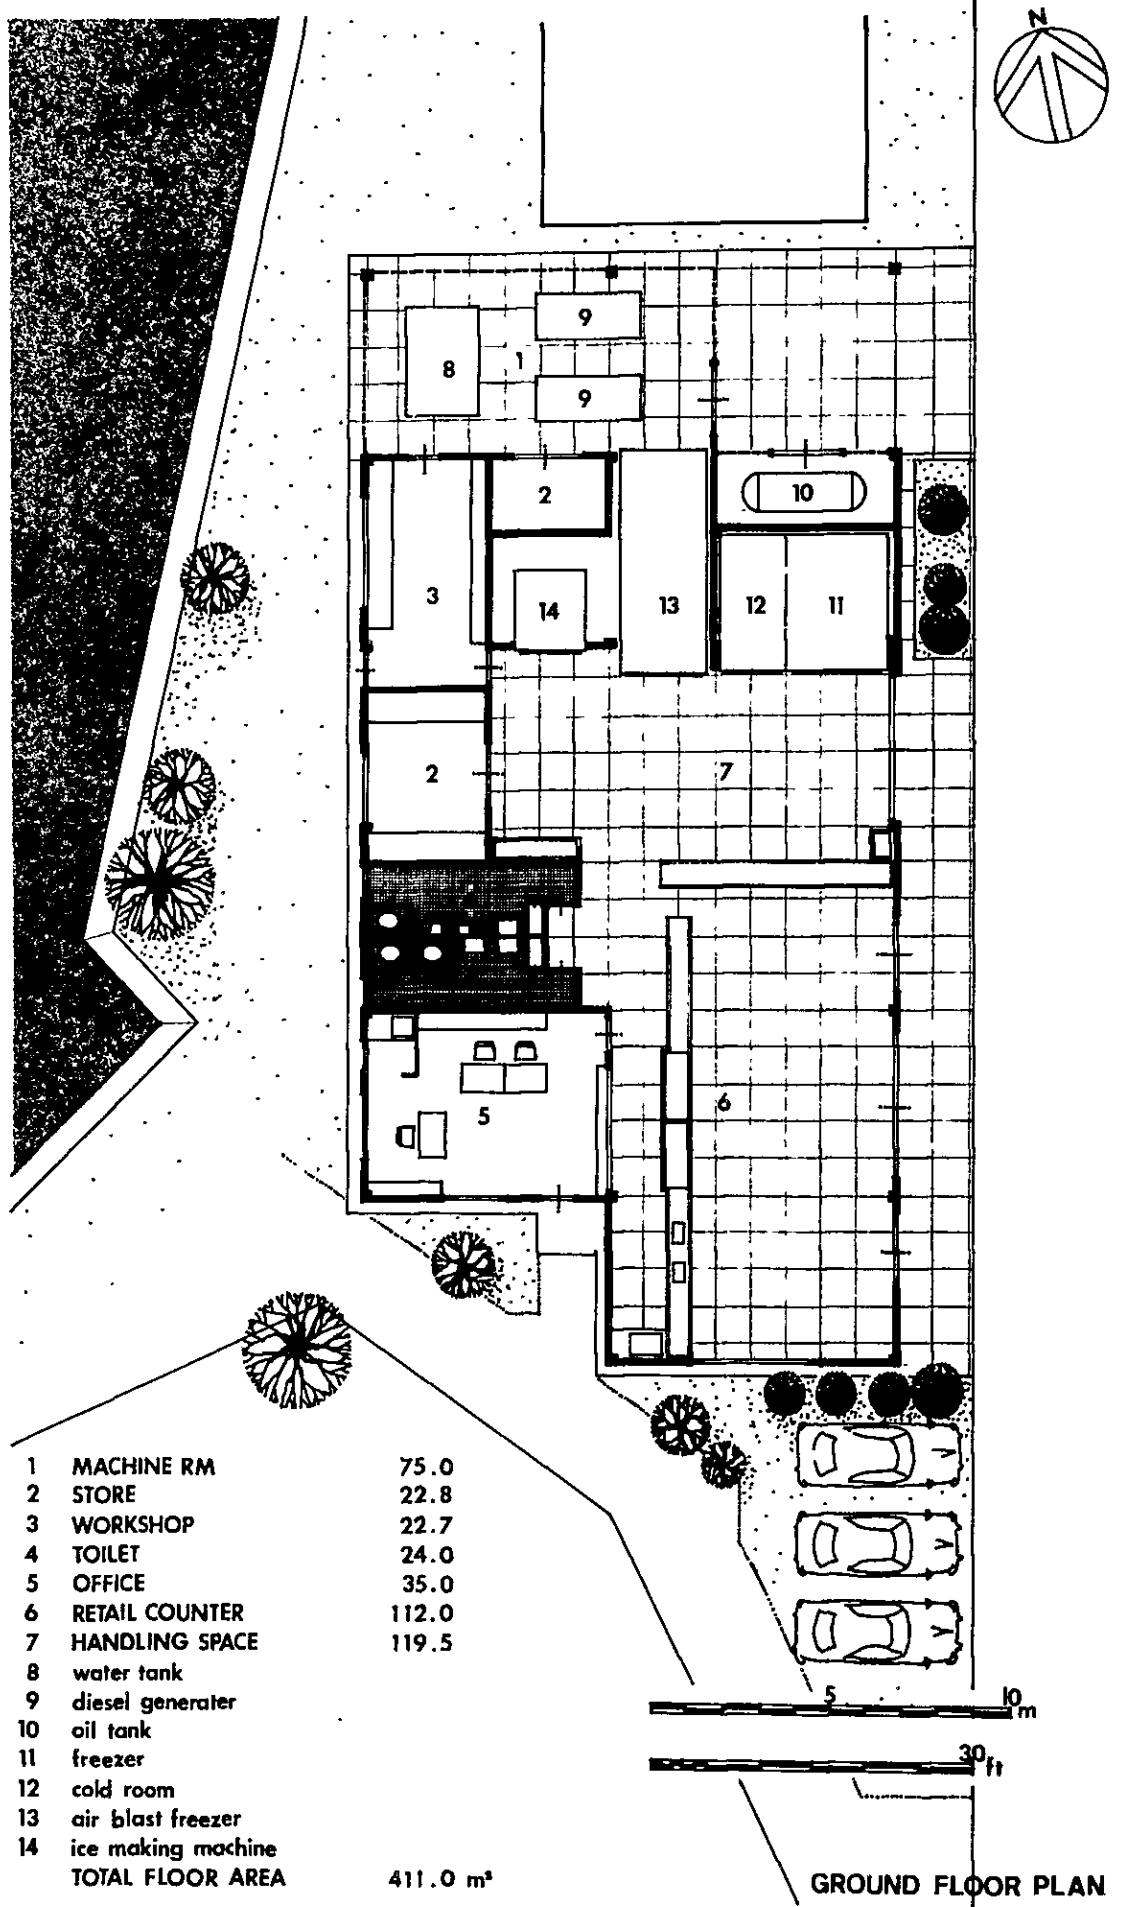 N
9
8
1
9
2
10
3
14
13
12
11
2
7
5
6
1 MACHINE RM 75.0
2 STORE 22.8
3 WORKSHOP 22.7
4 TOILET 24.0
5 OFFICE 35.0
6 RETAIL COUNTER 112.0
7 HANDLING SPACE 119.5
8 water tank
9 diesel generater
10 oil tank
11 freezer
12 cold room
13 air blast freezer
14 ice making machine
TOTAL FLOOR AREA 411.0 m²
5 10 m
30 ft
GROUND FLOOR PLAN